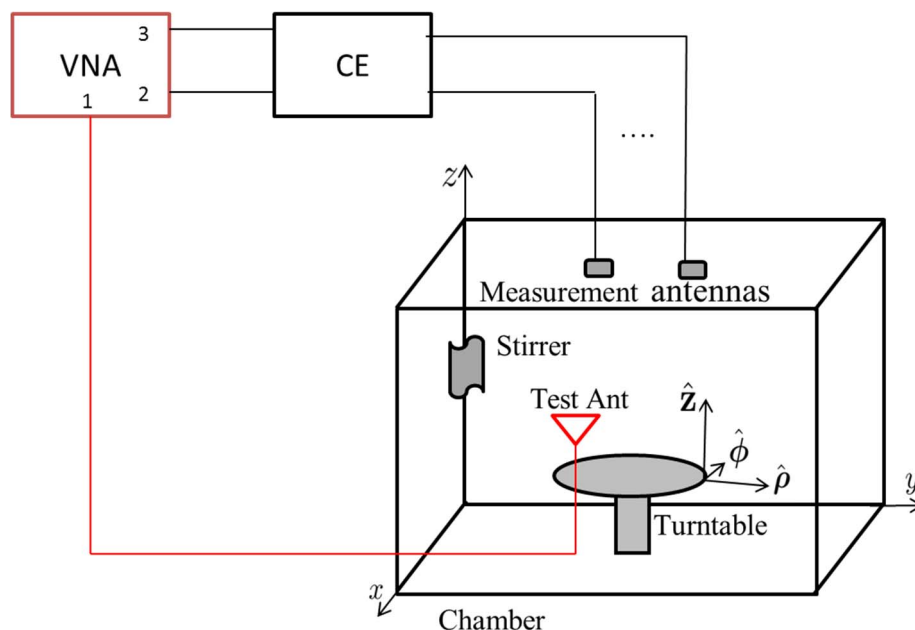 3
VNA
CE
1
2
....
z
Measurement antennas
Stirrer
Test Ant
ẑ
ϕ̂
ρ̂
y
Turntable
x
Chamber